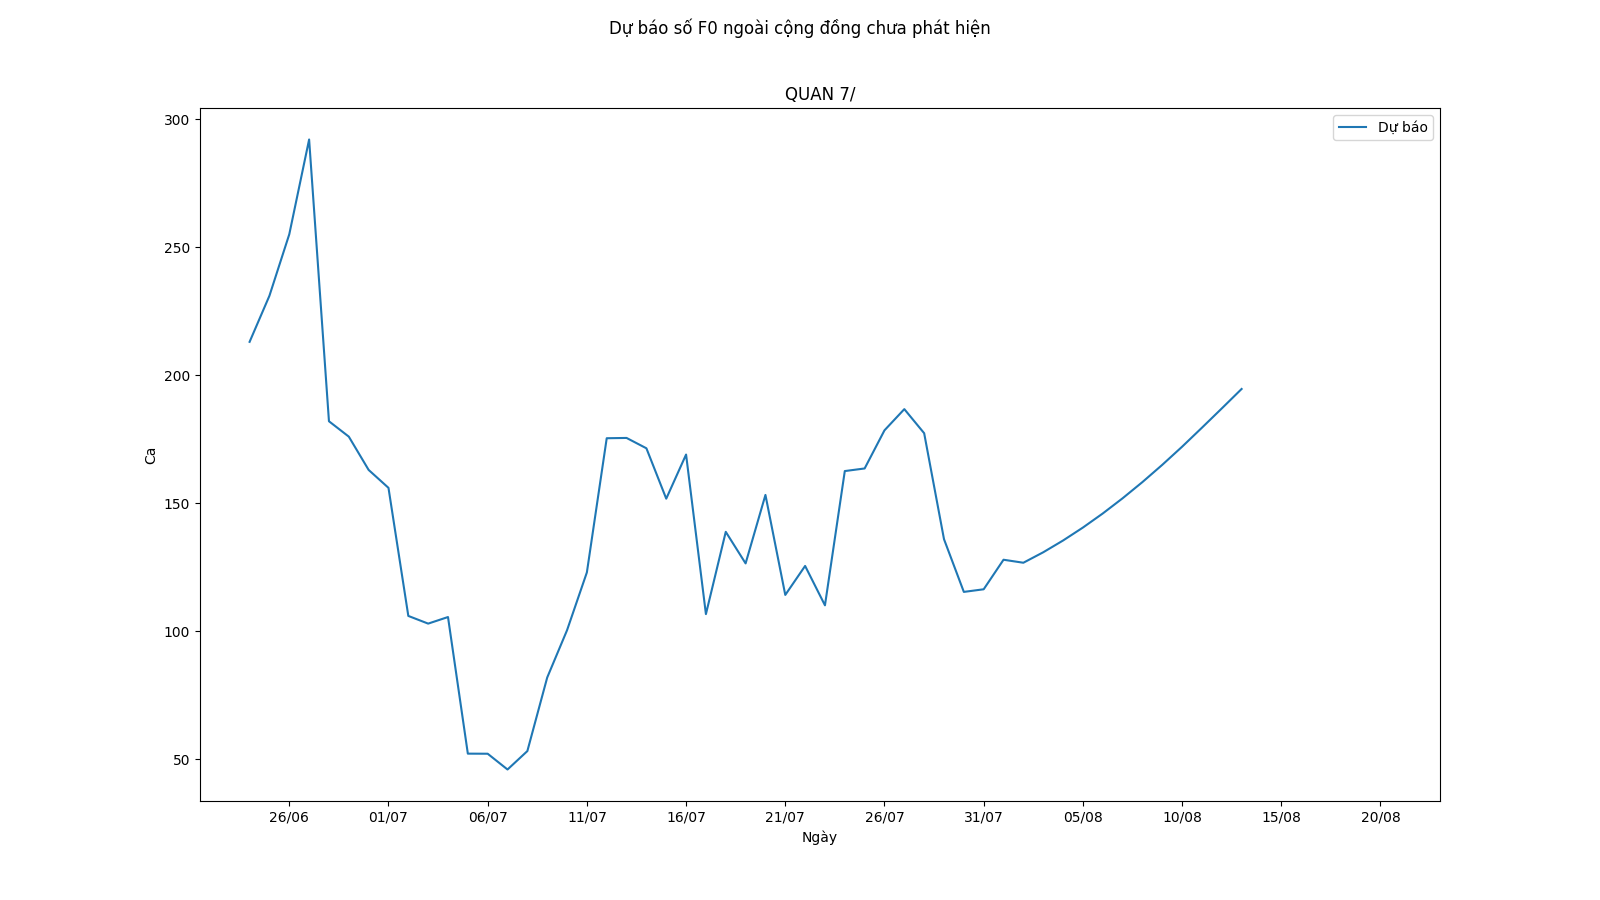 Dự báo số F0 ngoài cộng đồng chưa phát hiện
QUAN 7/
Dự báo
300
250
200
150
100
50
Ca
26/06 01/07 06/07 11/07 16/07 21/07 26/07 31/07 05/08 10/08 15/08 20/08
Ngày